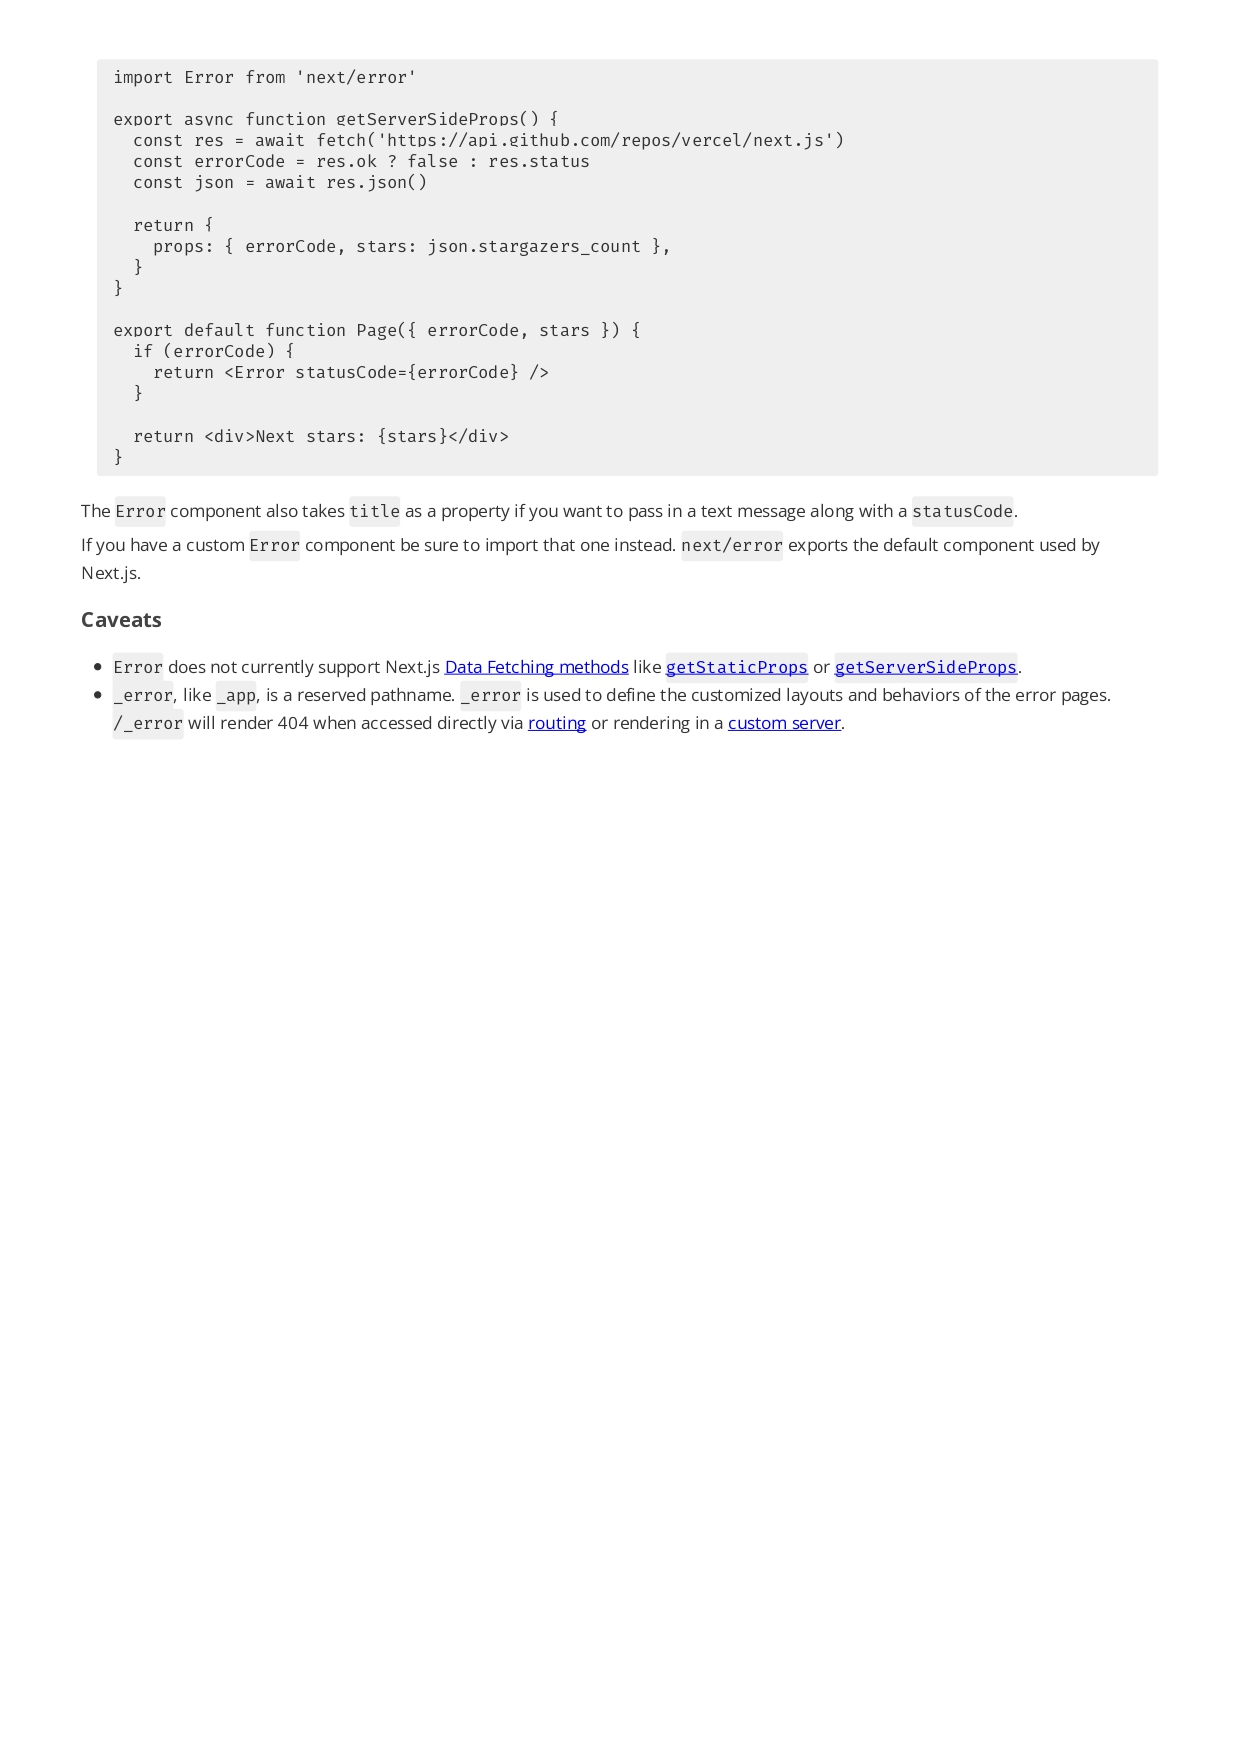 import Error from 'next/error'

export async function getServerSideProps() {
  const res = await fetch('https://api.github.com/repos/vercel/next.js')
  const errorCode = res.ok ? false : res.status
  const json = await res.json()

  return {
    props: { errorCode, stars: json.stargazers_count },
  }
}

export default function Page({ errorCode, stars }) {
  if (errorCode) {
    return <Error statusCode={errorCode} />
  }

  return <div>Next stars: {stars}</div>
}
The Error component also takes title as a property if you want to pass in a text message along with a statusCode.
If you have a custom Error component be sure to import that one instead. next/error exports the default component used by
Next.js.
Caveats
• Error does not currently support Next.js Data Fetching methods like getStaticProps or getServerSideProps.
• _error, like _app, is a reserved pathname. _error is used to define the customized layouts and behaviors of the error pages.
/_error will render 404 when accessed directly via routing or rendering in a custom server.